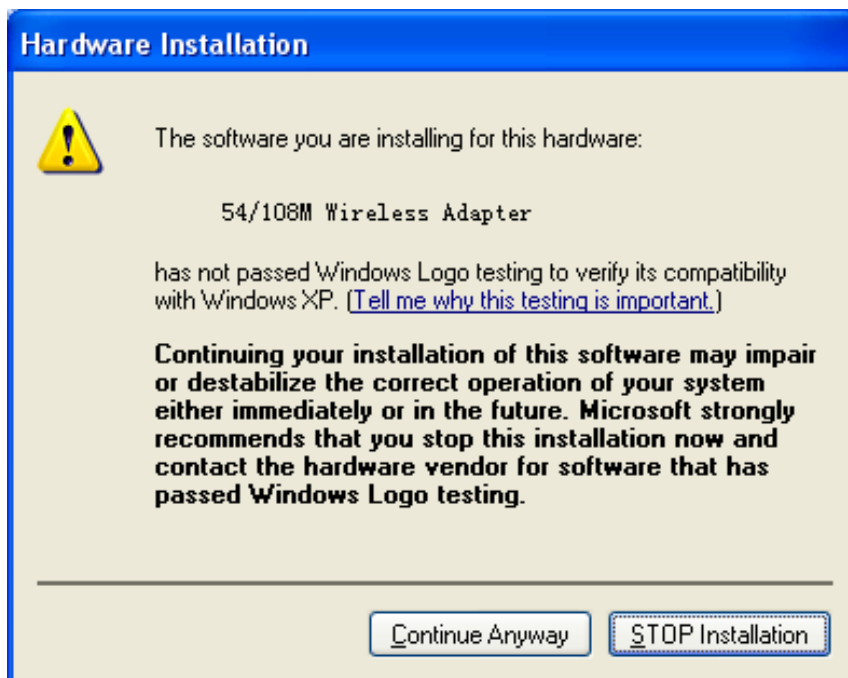 Hardware Installation
The software you are installing for this hardware:
54/108M Wireless Adapter
has not passed Windows Logo testing to verify its compatibility
with Windows XP. (Tell me why this testing is important.)
Continuing your installation of this software may impair
or destabilize the correct operation of your system
either immediately or in the future. Microsoft strongly
recommends that you stop this installation now and
contact the hardware vendor for software that has
passed Windows Logo testing.
Continue Anyway
STOP Installation